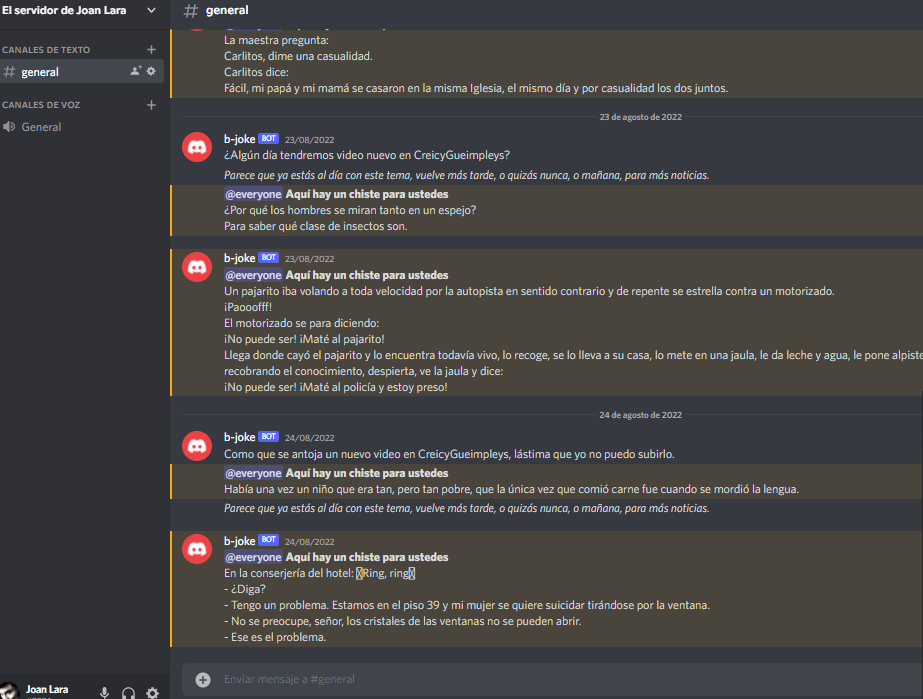 El servidor de Joan Lara
general
CANALES DE TEXTO
general
CANALES DE VOZ
General
La maestra pregunta:
Carlitos, dime una casualidad.
Carlitos dice:
Fácil, mi papá y mi mamá se casaron en la misma Iglesia, el mismo día y por casualidad los dos juntos.
23 de agosto de 2022
b-joke BOT 23/08/2022
¿Algún día tendremos video nuevo en CreicyGueimpleys?
Parece que ya estás al día con este tema, vuelve más tarde, o quizás nunca, o mañana, para más noticias.
@everyone Aquí hay un chiste para ustedes
¿Por qué los hombres se miran tanto en un espejo?
Para saber qué clase de insectos son.
b-joke BOT 23/08/2022
@everyone Aquí hay un chiste para ustedes
Un pajarito iba volando a toda velocidad por la autopista en sentido contrario y de repente se estrella contra un motorizado.
¡Paooofff!
El motorizado se para diciendo:
¡No puede ser! ¡Maté al pajarito!
Llega donde cayó el pajarito y lo encuentra todavía vivo, lo recoge, se lo lleva a su casa, lo mete en una jaula, le da leche y agua, le pone alpiste
recobrando el conocimiento, despierta, ve la jaula y dice:
¡No puede ser! ¡Maté al policía y estoy preso!
24 de agosto de 2022
b-joke BOT 24/08/2022
Como que se antoja un nuevo video en CreicyGueimpleys, lástima que yo no puedo subirlo.
@everyone Aquí hay un chiste para ustedes
Había una vez un niño que era tan, pero tan pobre, que la única vez que comió carne fue cuando se mordió la lengua.
Parece que ya estás al día con este tema, vuelve más tarde, o quizás nunca, o mañana, para más noticias.
b-joke BOT 24/08/2022
@everyone Aquí hay un chiste para ustedes
En la conserjería del hotel: Ring, ring
- ¿Diga?
- Tengo un problema. Estamos en el piso 39 y mi mujer se quiere suicidar tirándose por la ventana.
- No se preocupe, señor, los cristales de las ventanas no se pueden abrir.
- Ese es el problema.
Enviar mensaje a #general
Joan Lara